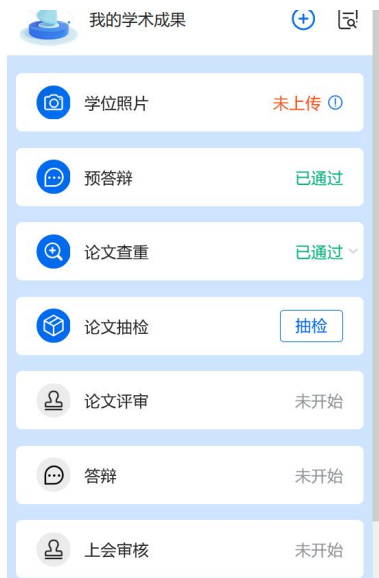 我的学术成果
学位照片 未上传
预答辩 已通过
论文查重 已通过
论文抽检 抽检
论文评审 未开始
答辩 未开始
上会审核 未开始